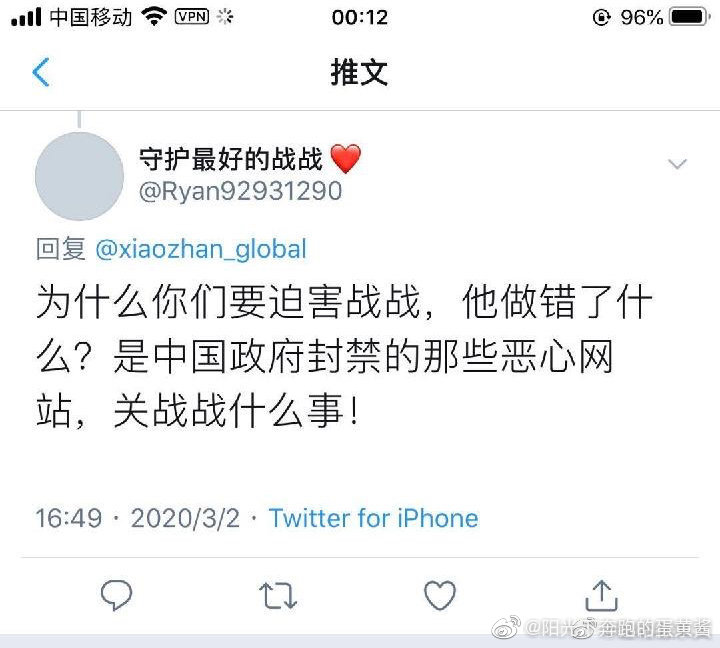 中国移动 VPN 00:12 96%
推文
守护最好的战战❤️
@Ryan92931290
回复 @xiaozhan_global
为什么你们要迫害战战，他做错了什
么？是中国政府封禁的那些恶心网
站，关战战什么事！
16:49 · 2020/3/2 · Twitter for iPhone
奔跑的蛋黄酱